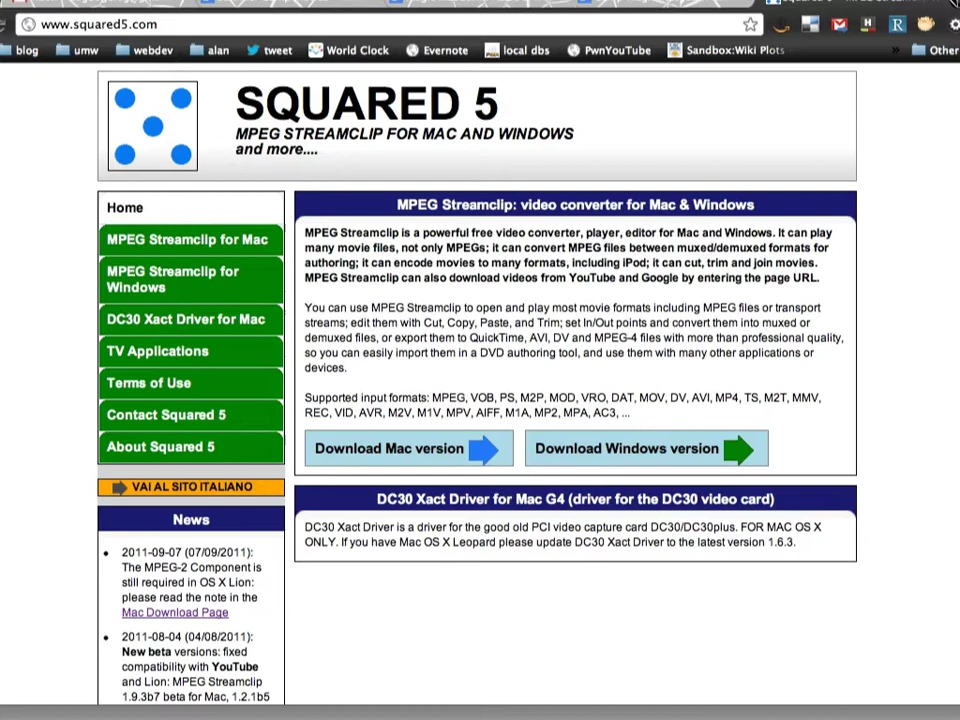 www.squared5.com
blog umw webdev alan tweet World Clock Evernote local dbs PwnYouTube Sandbox:Wiki Plots » Other
SQUARED 5
MPEG STREAMCLIP FOR MAC AND WINDOWS
and more....
Home
MPEG Streamclip for Mac
MPEG Streamclip for
Windows
DC30 Xact Driver for Mac
TV Applications
Terms of Use
Contact Squared 5
About Squared 5
VAI AL SITO ITALIANO
News
2011-09-07 (07/09/2011):
The MPEG-2 Component is
still required in OS X Lion:
please read the note in the
Mac Download Page
2011-08-04 (04/08/2011):
New beta versions: fixed
compatibility with YouTube
and Lion: MPEG Streamclip
1.9.3b7 beta for Mac, 1.2.1b5
MPEG Streamclip: video converter for Mac & Windows
MPEG Streamclip is a powerful free video converter, player, editor for Mac and Windows. It can play
many movie files, not only MPEGs; it can convert MPEG files between muxed/demuxed formats for
authoring; it can encode movies to many formats, including iPod; it can cut, trim and join movies.
MPEG Streamclip can also download videos from YouTube and Google by entering the page URL.
You can use MPEG Streamclip to open and play most movie formats including MPEG files or transport
streams; edit them with Cut, Copy, Paste, and Trim; set In/Out points and convert them into muxed or
demuxed files, or export them to QuickTime, AVI, DV and MPEG-4 files with more than professional quality,
so you can easily import them in a DVD authoring tool, and use them with many other applications or
devices.
Supported input formats: MPEG, VOB, PS, M2P, MOD, VRO, DAT, MOV, DV, AVI, MP4, TS, M2T, MMV,
REC, VID, AVR, M2V, M1V, MPV, AIFF, M1A, MP2, MPA, AC3, ...
Download Mac version
Download Windows version
DC30 Xact Driver for Mac G4 (driver for the DC30 video card)
DC30 Xact Driver is a driver for the good old PCI video capture card DC30/DC30plus. FOR MAC OS X
ONLY. If you have Mac OS X Leopard please update DC30 Xact Driver to the latest version 1.6.3.